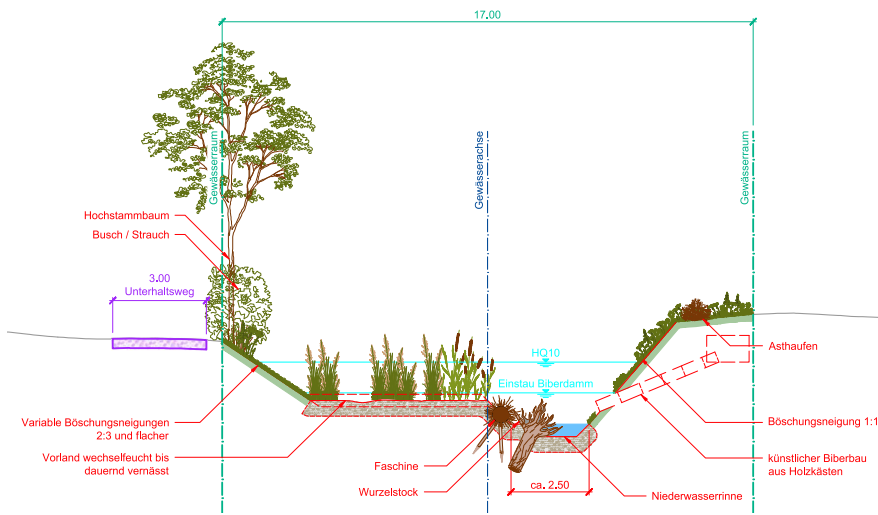 17.00
Gewässerraum
Gewässerachse
Gewässerraum
Hochstammbaum
Busch / Strauch
3.00
Unterhaltsweg
HQ10
Einstau Biberdamm
Asthaufen
Variable Böschungsneigungen
2:3 und flacher
Böschungsneigung 1:1
Vorland wechselfeucht bis
dauernd vernässt
Faschine
künstlicher Biberbau
aus Holzkästen
Wurzelstock
ca. 2.50
Niederwasserrinne